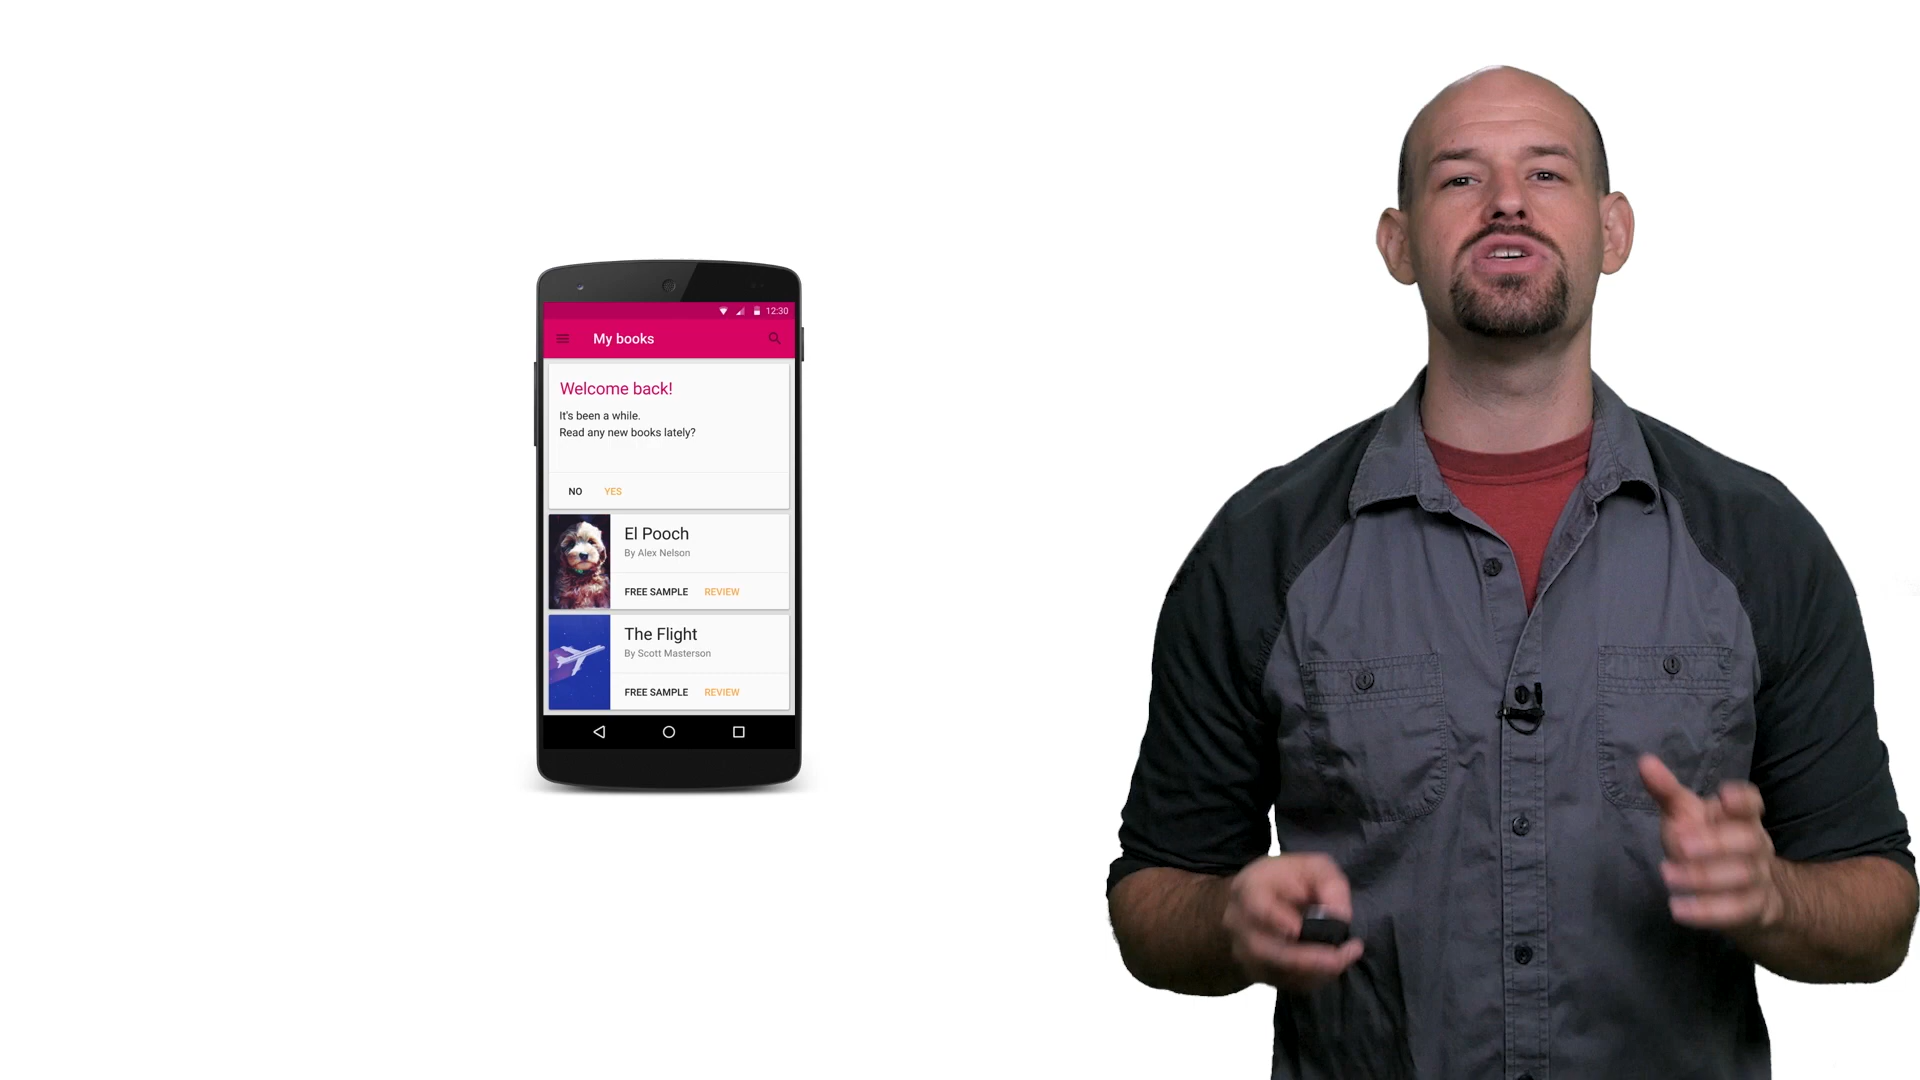 12:30
My books
Welcome back!
It's been a while.
Read any new books lately?
NO YES
El Pooch
By Alex Nelson
FREE SAMPLE REVIEW
The Flight
By Scott Masterson
FREE SAMPLE REVIEW